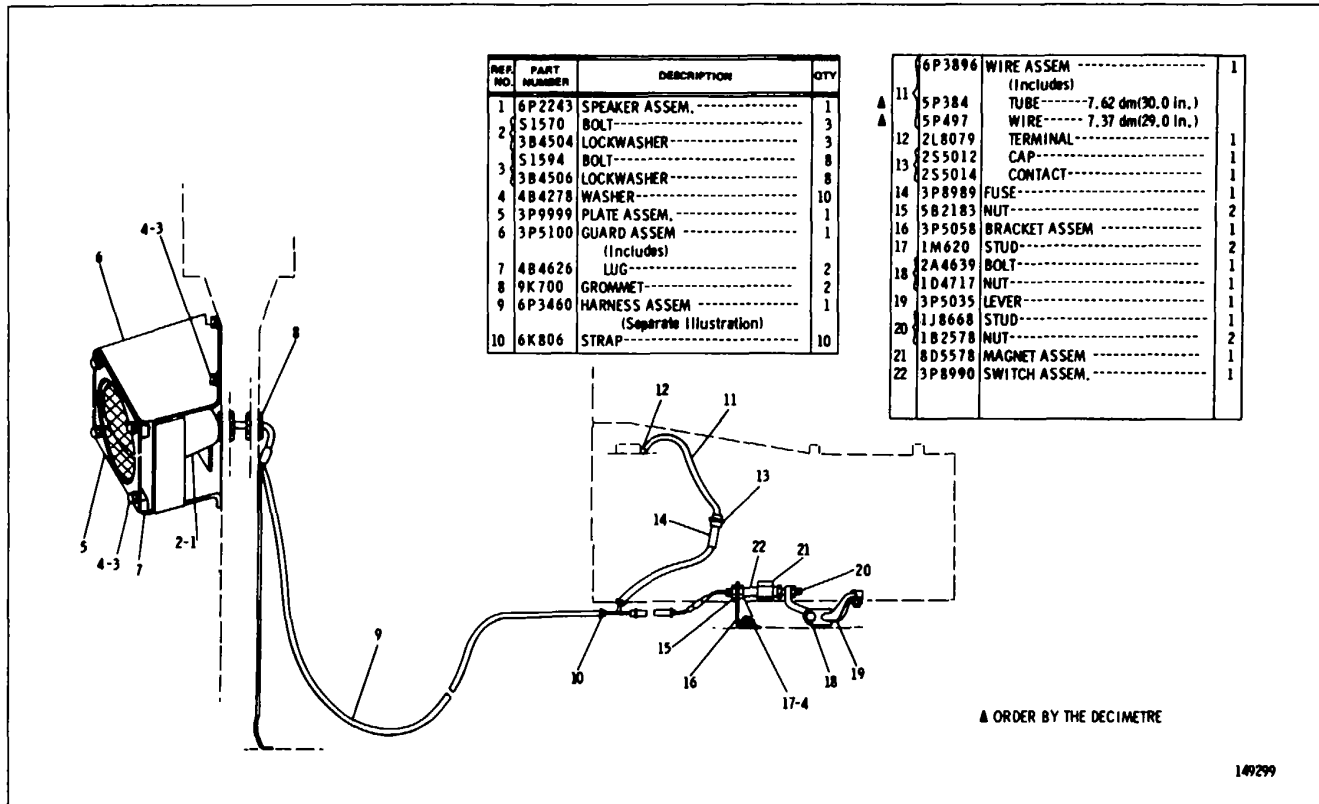 REF. NO. PART NUMBER DESCRIPTION QTY
1 6P2243 SPEAKER ASSEM. 1
2 S1570 BOLT 3
3B4504 LOCKWASHER 3
3 S1594 BOLT 8
3B4506 LOCKWASHER 8
4 4B4278 WASHER 10
5 3P9999 PLATE ASSEM. 1
6 3P5100 GUARD ASSEM 1
(Includes)
7 4B4626 LUG 2
8 9K700 GROMMET 2
9 6P3460 HARNESS ASSEM 1
(Separate Illustration)
10 6K806 STRAP 10
11 6P3896 WIRE ASSEM 1
(Includes)
▲ 5P384 TUBE 7.62 dm(30.0 in.)
▲ 5P497 WIRE 7.37 dm(29.0 in.)
12 2L8079 TERMINAL 1
13 2S5012 CAP 1
2S5014 CONTACT 1
14 3P8989 FUSE 1
15 5B2183 NUT 2
16 3P5058 BRACKET ASSEM 1
17 1M620 STUD 2
18 2A4639 BOLT 1
1D4717 NUT 1
19 3P5035 LEVER 1
20 1J8668 STUD 1
1B2578 NUT 2
21 8D5578 MAGNET ASSEM 1
22 3P8990 SWITCH ASSEM. 1
4-3
6
8
5
4-3
7
2-1
9
10
12
11
13
14
22
21
20
15
16
17-4
18
19
▲ ORDER BY THE DECIMETRE
149299